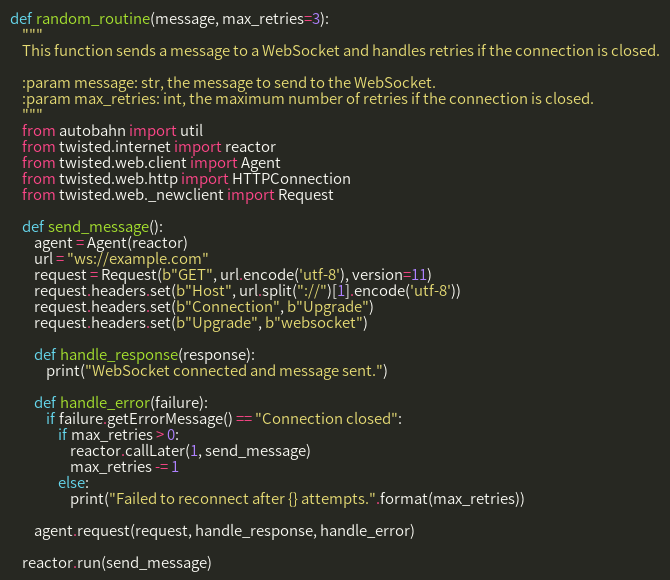 def random_routine(message, max_retries=3):
"""
This function sends a message to a WebSocket and handles retries if the connection is closed.
:param message: str, the message to send to the WebSocket.
:param max_retries: int, the maximum number of retries if the connection is closed.
"""
from autobahn import util
from twisted.internet import reactor
from twisted.web.client import Agent
from twisted.web.http import HTTPConnection
from twisted.web._newclient import Request
def send_message():
agent = Agent(reactor)
url = "ws://example.com"
request = Request(b"GET", url.encode('utf-8'), version=11)
request.headers.set(b"Host", url.split("://")[1].encode('utf-8'))
request.headers.set(b"Connection", b"Upgrade")
request.headers.set(b"Upgrade", b"websocket")
def handle_response(response):
print("WebSocket connected and message sent.")
def handle_error(failure):
if failure.getErrorMessage() == "Connection closed":
if max_retries > 0:
reactor.callLater(1, send_message)
max_retries -= 1
else:
print("Failed to reconnect after {} attempts.".format(max_retries))
agent.request(request, handle_response, handle_error)
reactor.run(send_message)